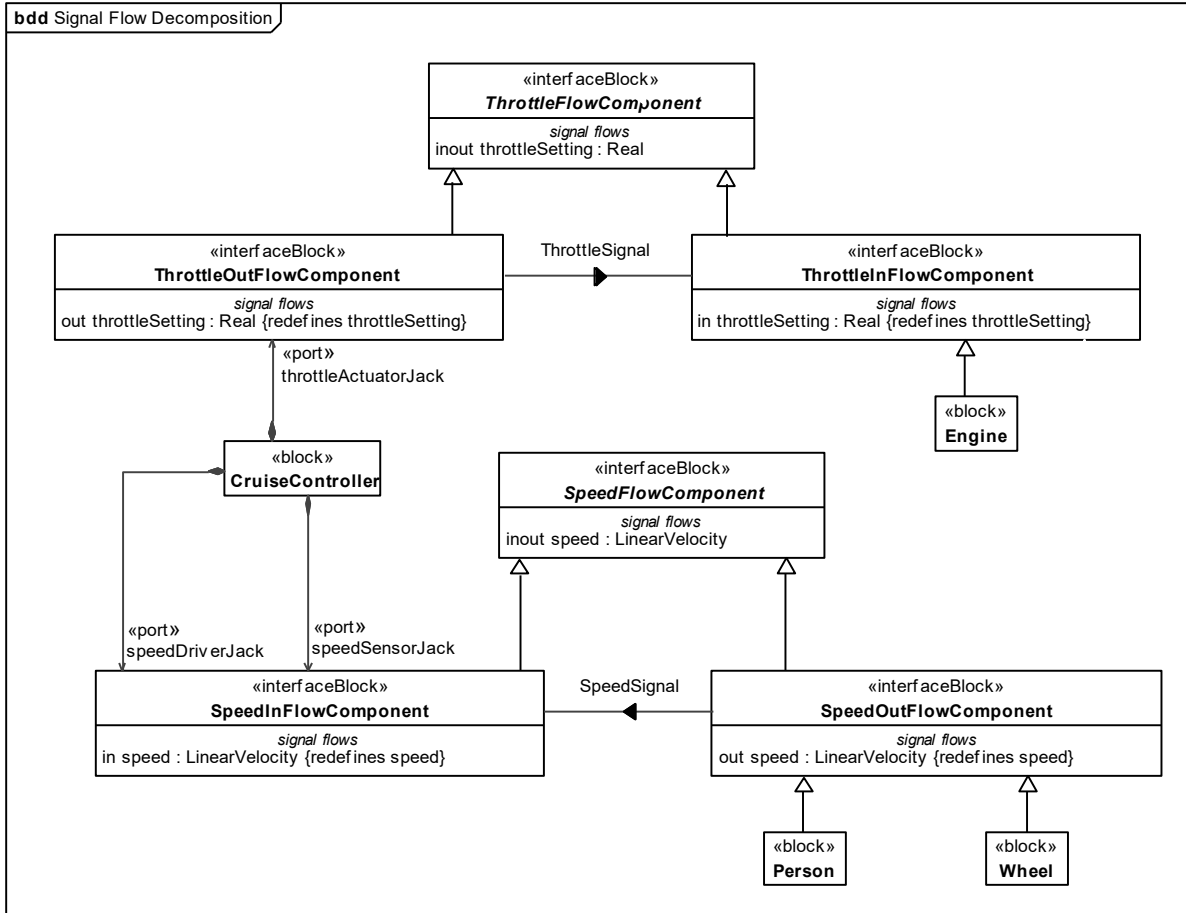 bdd Signal Flow Decomposition
«interfaceBlock»
ThrottleFlowComponent
signal flows
inout throttleSetting : Real
«interfaceBlock»
ThrottleOutFlowComponent
signal flows
out throttleSetting : Real {redefines throttleSetting}
ThrottleSignal
«interfaceBlock»
ThrottleInFlowComponent
signal flows
in throttleSetting : Real {redefines throttleSetting}
«port»
throttleActuatorJack
«block»
Engine
«block»
CruiseController
«interfaceBlock»
SpeedFlowComponent
signal flows
inout speed : LinearVelocity
«port»
speedDriverJack
«port»
speedSensorJack
«interfaceBlock»
SpeedInFlowComponent
signal flows
in speed : LinearVelocity {redefines speed}
SpeedSignal
«interfaceBlock»
SpeedOutFlowComponent
signal flows
out speed : LinearVelocity {redefines speed}
«block»
Person
«block»
Wheel